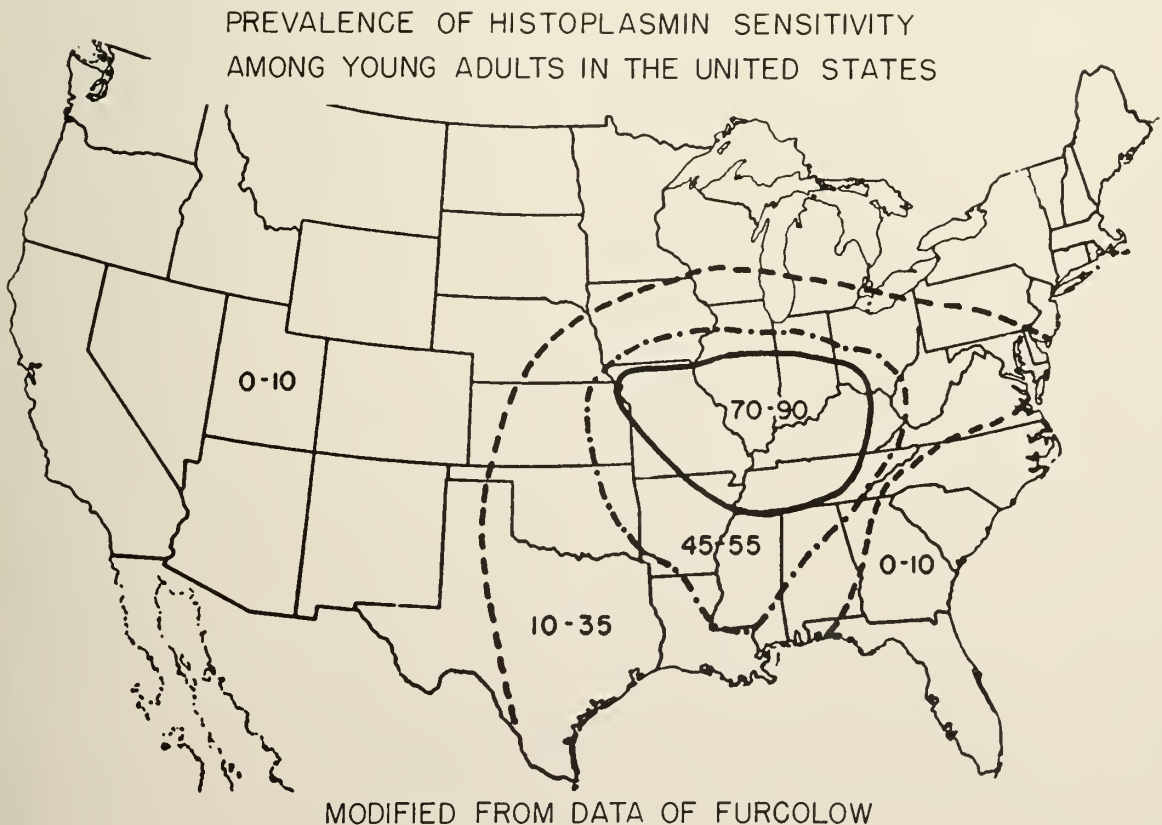 PREVALENCE OF HISTOPLASMIN SENSITIVITY
AMONG YOUNG ADULTS IN THE UNITED STATES
0-10
70-90
45-55
0-10
10-35
MODIFIED FROM DATA OF FURCOLOW